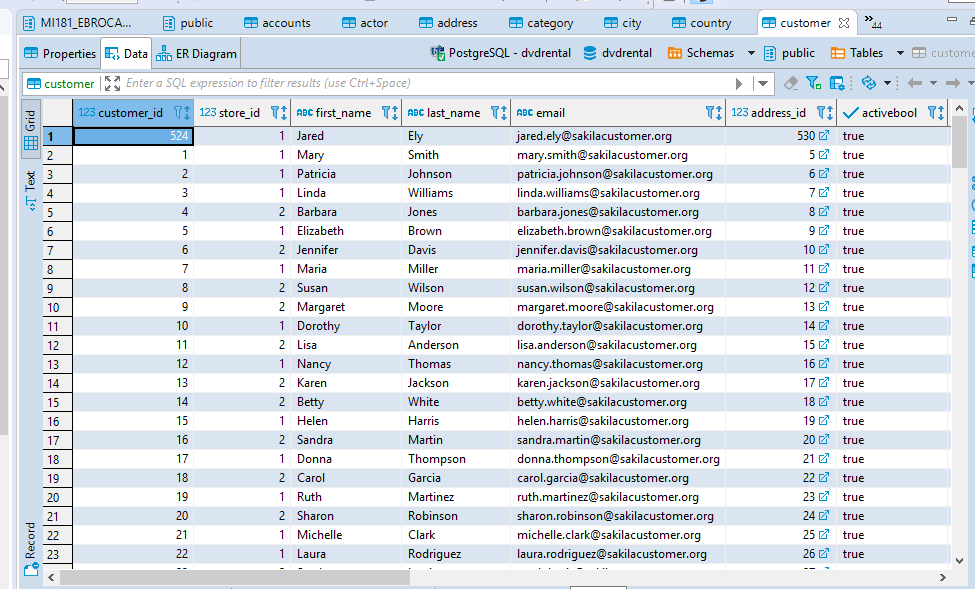 MI181_EBROCA... public accounts actor address category city country customer »44
Properties Data ER Diagram PostgreSQL - dvdrental dvdrental Schemas public Tables custome
customer Enter a SQL expression to filter results (use Ctrl+Space)
Grid
Text
Record
123 customer_id 123 store_id ABC first_name ABC last_name ABC email 123 address_id activebool
1 524 1 Jared Ely jared.ely@sakilacustomer.org 530 true
2 1 1 Mary Smith mary.smith@sakilacustomer.org 5 true
3 2 1 Patricia Johnson patricia.johnson@sakilacustomer.org 6 true
4 3 1 Linda Williams linda.williams@sakilacustomer.org 7 true
5 4 2 Barbara Jones barbara.jones@sakilacustomer.org 8 true
6 5 1 Elizabeth Brown elizabeth.brown@sakilacustomer.org 9 true
7 6 2 Jennifer Davis jennifer.davis@sakilacustomer.org 10 true
8 7 1 Maria Miller maria.miller@sakilacustomer.org 11 true
9 8 2 Susan Wilson susan.wilson@sakilacustomer.org 12 true
10 9 2 Margaret Moore margaret.moore@sakilacustomer.org 13 true
11 10 1 Dorothy Taylor dorothy.taylor@sakilacustomer.org 14 true
12 11 2 Lisa Anderson lisa.anderson@sakilacustomer.org 15 true
13 12 1 Nancy Thomas nancy.thomas@sakilacustomer.org 16 true
14 13 2 Karen Jackson karen.jackson@sakilacustomer.org 17 true
15 14 2 Betty White betty.white@sakilacustomer.org 18 true
16 15 1 Helen Harris helen.harris@sakilacustomer.org 19 true
17 16 2 Sandra Martin sandra.martin@sakilacustomer.org 20 true
18 17 1 Donna Thompson donna.thompson@sakilacustomer.org 21 true
19 18 2 Carol Garcia carol.garcia@sakilacustomer.org 22 true
20 19 1 Ruth Martinez ruth.martinez@sakilacustomer.org 23 true
21 20 2 Sharon Robinson sharon.robinson@sakilacustomer.org 24 true
22 21 1 Michelle Clark michelle.clark@sakilacustomer.org 25 true
23 22 1 Laura Rodriguez laura.rodriguez@sakilacustomer.org 26 true